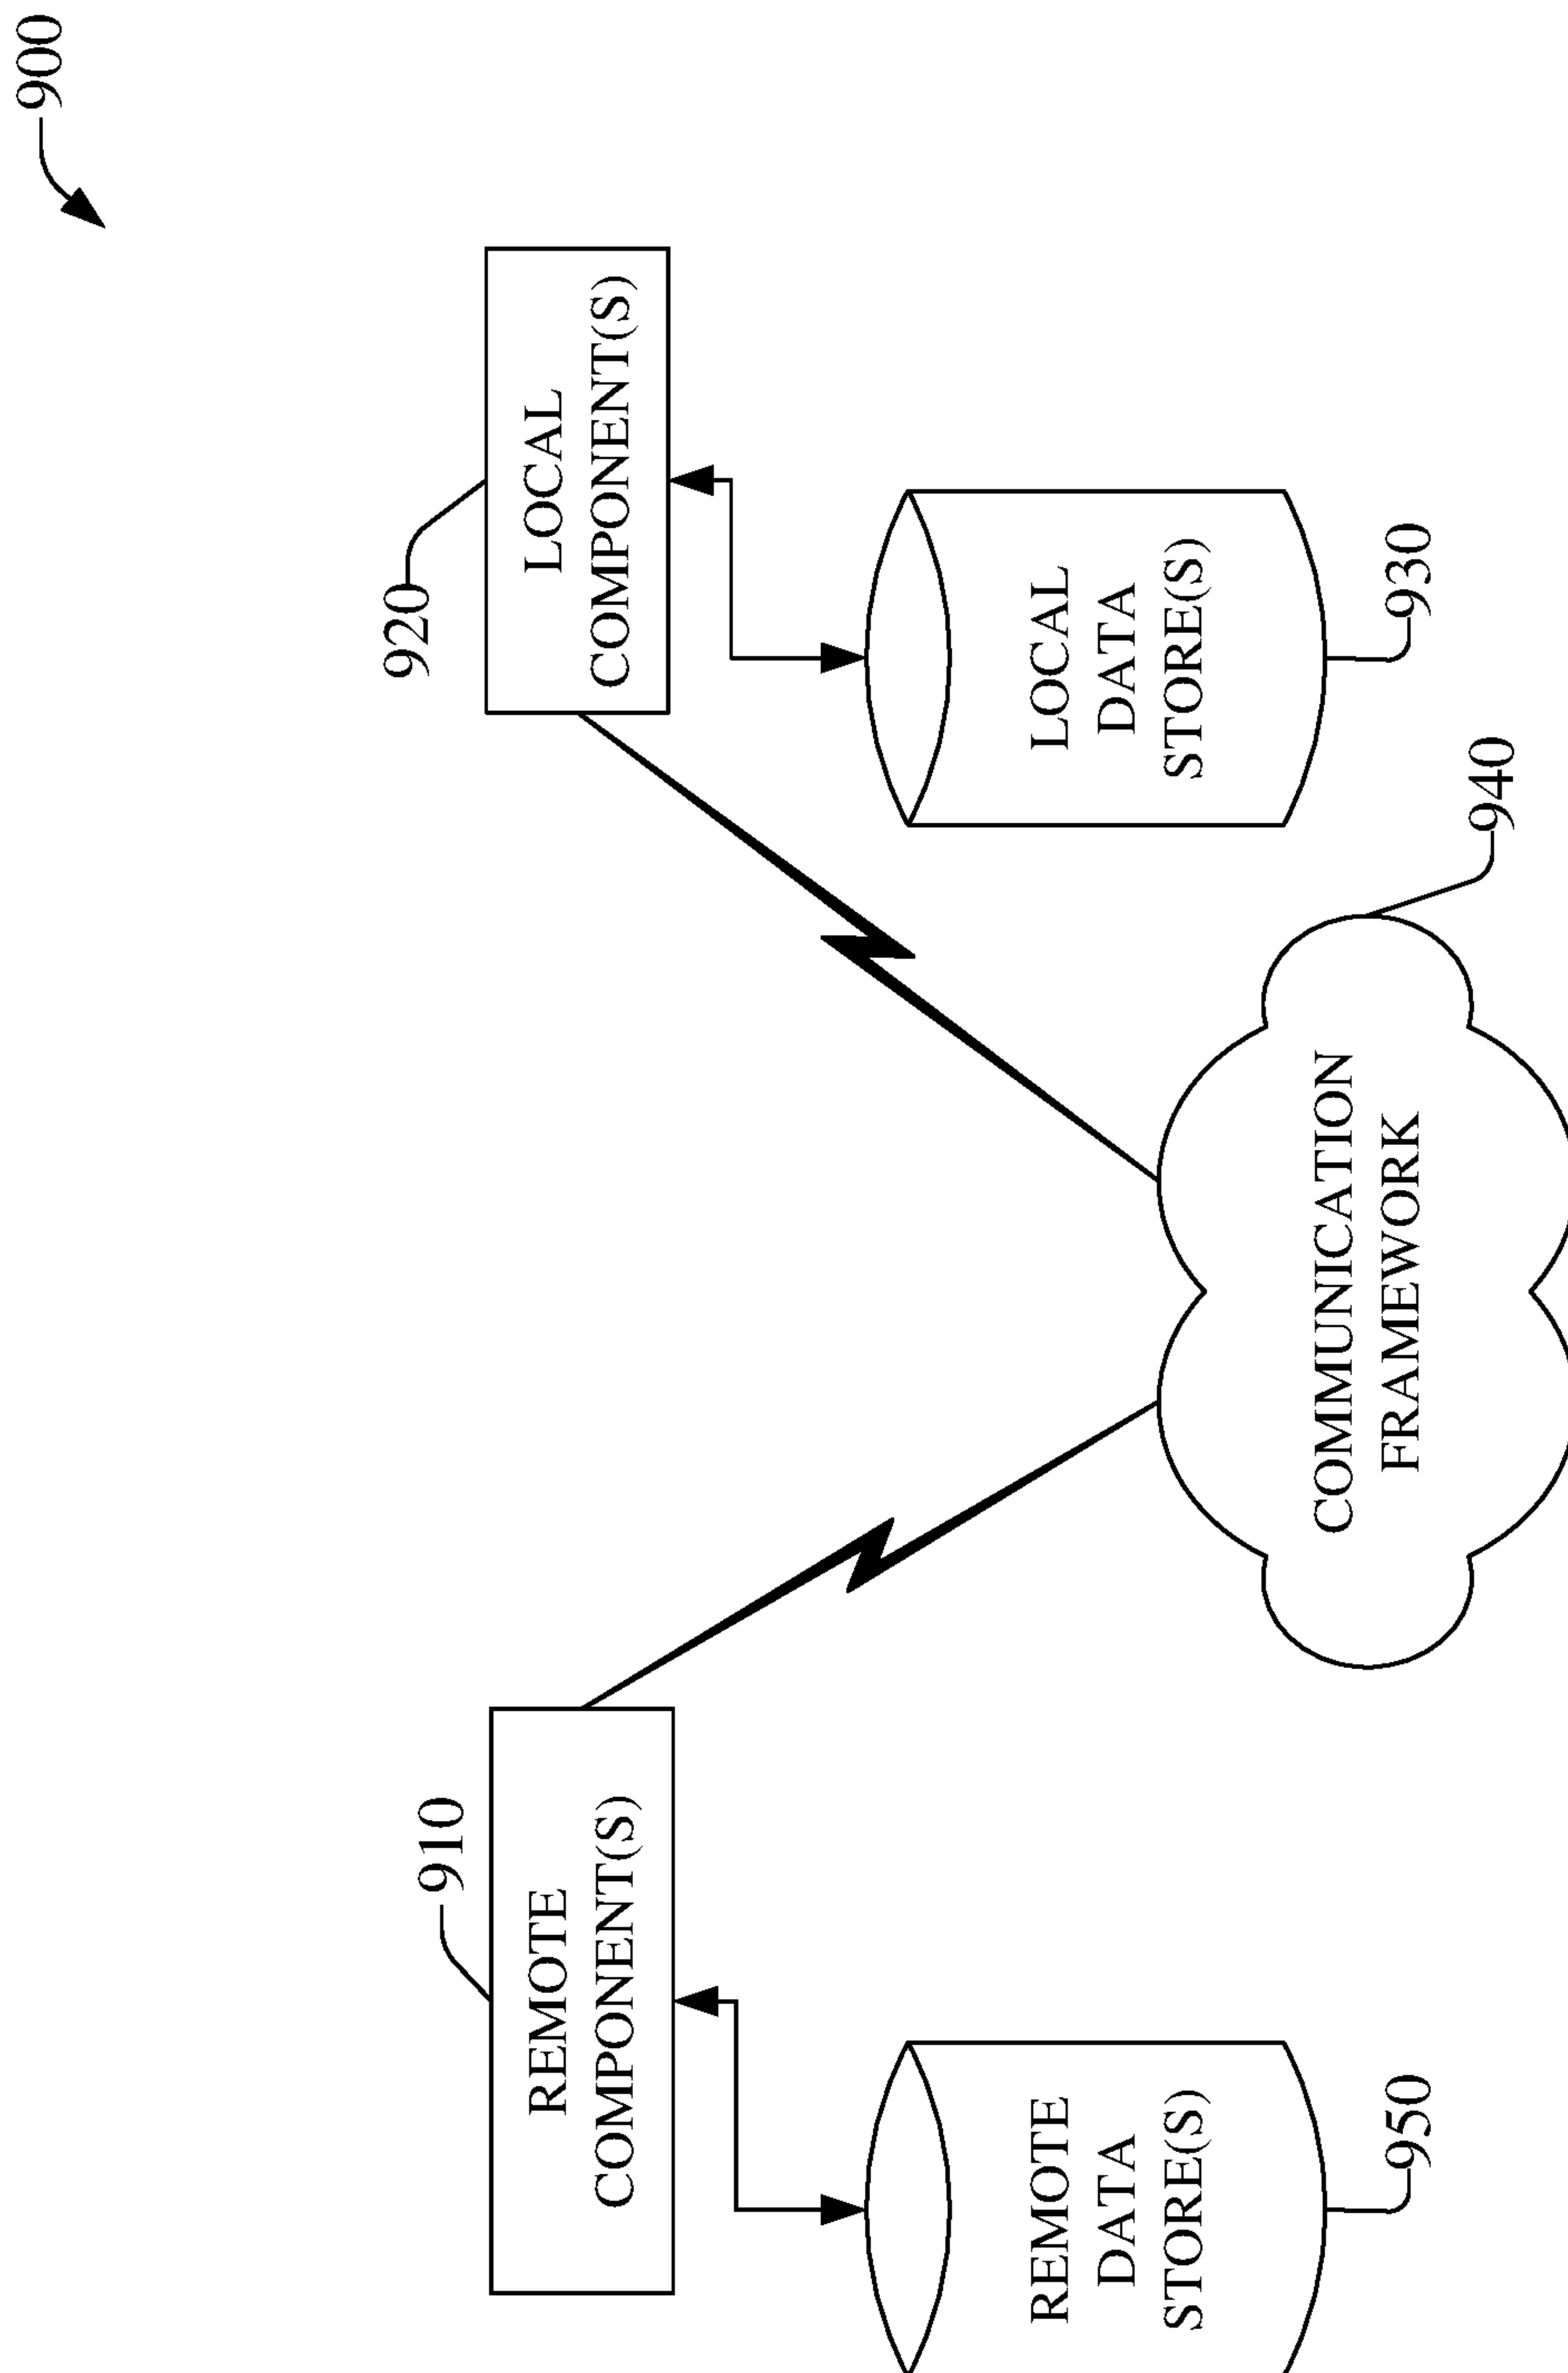 900
910
REMOTE
COMPONENT(S)
920
LOCAL
COMPONENT(S)
REMOTE
DATA
STORE(S)
950
LOCAL
DATA
STORE(S)
930
COMMUNICATION
FRAMEWORK
940